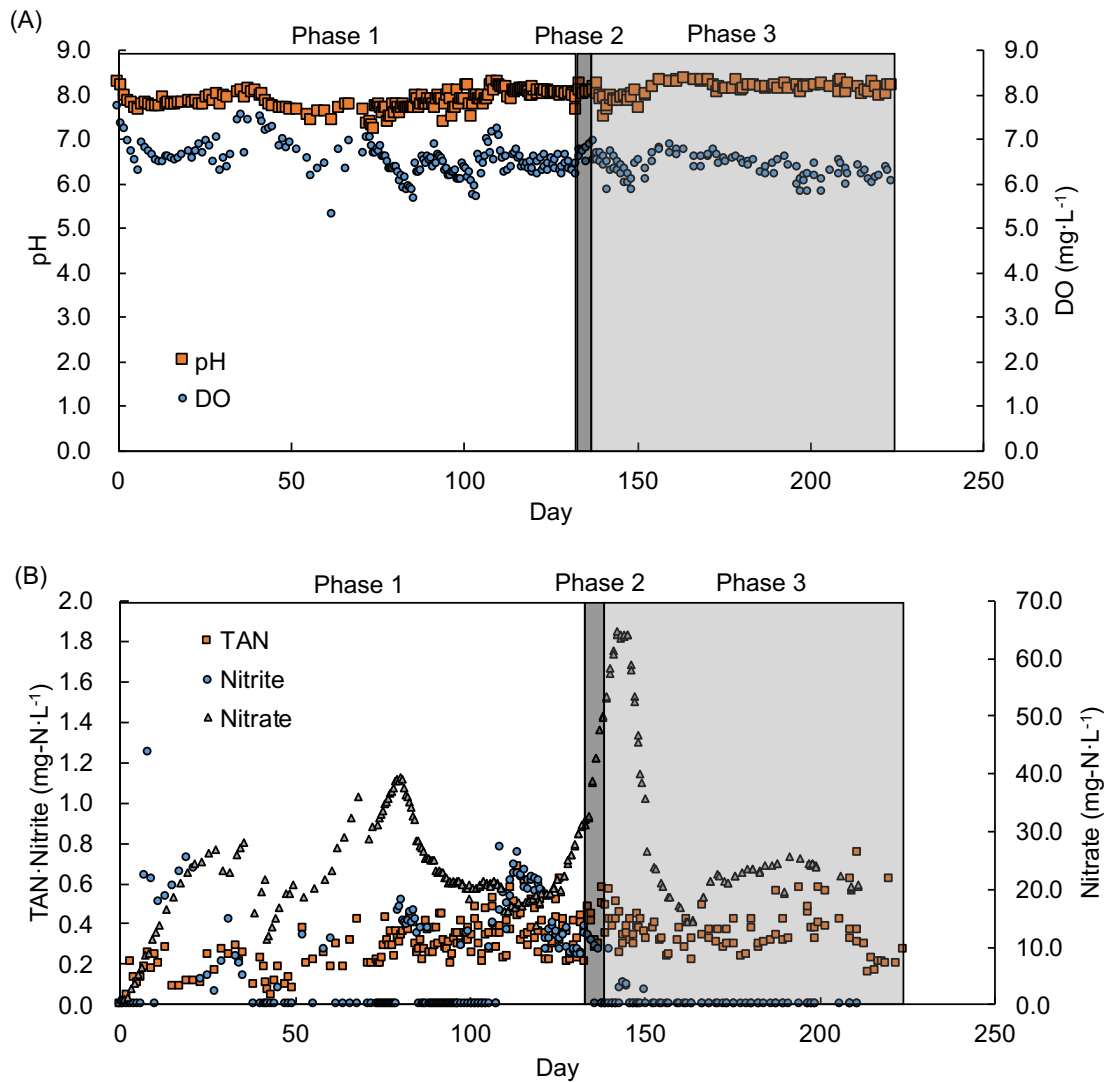 (A)
Phase 1 Phase 2 Phase 3
9.0 9.0
8.0 8.0
7.0 7.0
6.0 6.0
5.0 5.0
4.0 4.0
3.0 3.0
2.0 2.0
1.0 1.0
0.0 0.0
pH
DO (mg·L⁻¹)
pH
DO
0 50 100 150 200 250
Day
(B)
Phase 1 Phase 2 Phase 3
2.0 70.0
1.8 60.0
1.6 50.0
1.4 40.0
1.2 30.0
1.0 20.0
0.8 10.0
0.6 0.0
0.4
0.2
0.0
TAN·Nitrite (mg-N·L⁻¹)
Nitrate (mg-N·L⁻¹)
TAN
Nitrite
Nitrate
0 50 100 150 200 250
Day